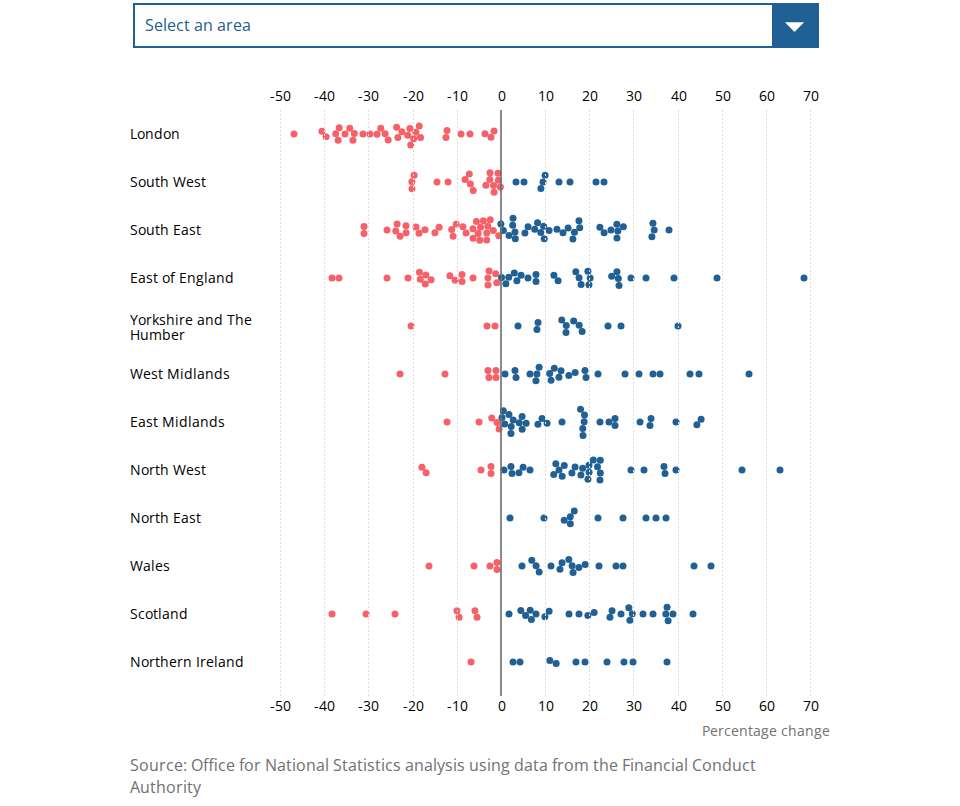 Select an area
-50 -40 -30 -20 -10 0 10 20 30 40 50 60 70
London
South West
South East
East of England
Yorkshire and The
Humber
West Midlands
East Midlands
North West
North East
Wales
Scotland
Northern Ireland
-50 -40 -30 -20 -10 0 10 20 30 40 50 60 70
Percentage change
Source: Office for National Statistics analysis using data from the Financial Conduct
Authority